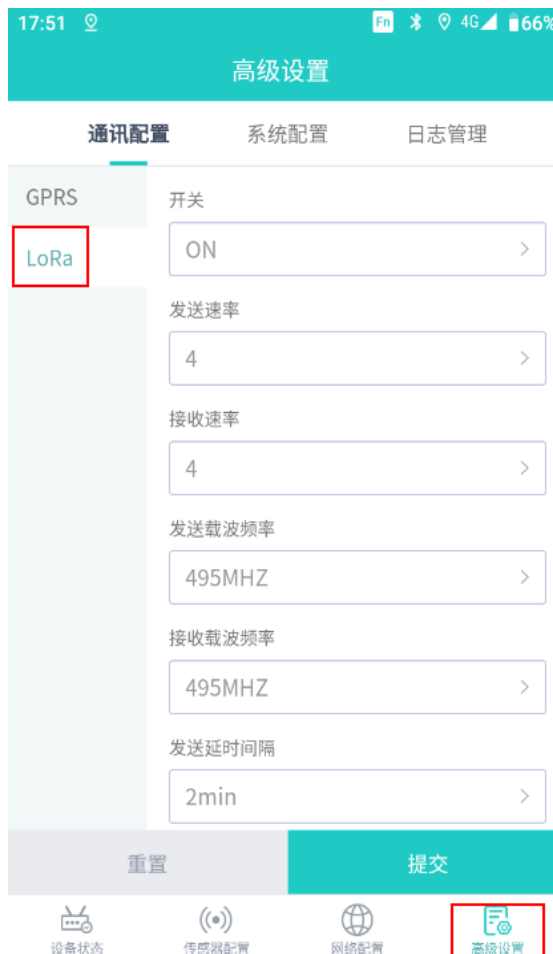 17:51 Fn 4G 66%
高级设置
通讯配置 系统配置 日志管理
GPRS
LoRa
开关
ON
发送速率
4
接收速率
4
发送载波频率
495MHZ
接收载波频率
495MHZ
发送延时间隔
2min
重置 提交
设备状态 传感器配置 网络配置 高级设置